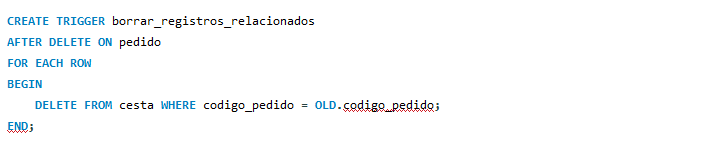 CREATE TRIGGER borrar_registros_relacionados
AFTER DELETE ON pedido
FOR EACH ROW
BEGIN
    DELETE FROM cesta WHERE codigo_pedido = OLD.codigo_pedido;
END;